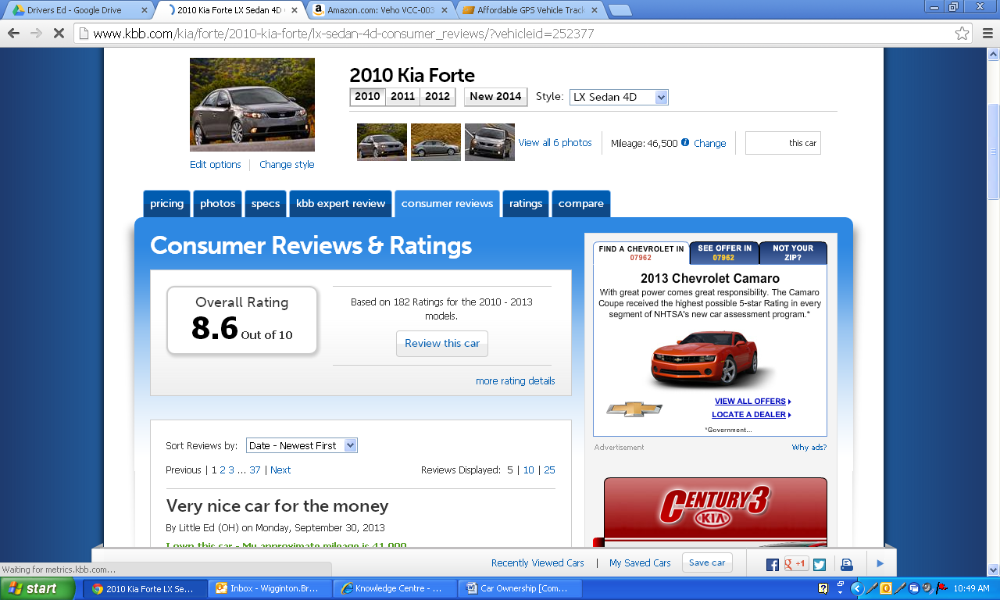 Drivers Ed - Google Drive
2010 Kia Forte LX Sedan 4D
Amazon.com: Veho VCC-003
Affordable GPS Vehicle Track
www.kbb.com/kia/forte/2010-kia-forte/lx-sedan-4d-consumer_reviews/?vehicleid=252377
2010 Kia Forte
2010 2011 2012 New 2014 Style: LX Sedan 4D
View all 6 photos Mileage: 46,500 i Change this car
Edit options | Change style
pricing photos specs kbb expert review consumer reviews ratings compare
Consumer Reviews & Ratings
Overall Rating
8.6 Out of 10
Based on 182 Ratings for the 2010 - 2013
models.
Review this car
more rating details
Sort Reviews by: Date - Newest First
Previous | 1 2 3 ... 37 | Next
Reviews Displayed: 5 | 10 | 25
Very nice car for the money
By Little Ed (OH) on Monday, September 30, 2013
I own this car - My approximate mileage is 41,000
FIND A CHEVROLET IN
07962
SEE OFFER IN
07962
NOT YOUR
ZIP?
2013 Chevrolet Camaro
With great power comes great responsibility. The Camaro
Coupe received the highest possible 5-star Rating in every
segment of NHTSA's new car assessment program.*
VIEW ALL OFFERS
LOCATE A DEALER
*Government...
Advertisement Why ads?
CENTURY 3
KIA
Waiting for metrics.kbb.com...
Recently Viewed Cars | My Saved Cars Save car
f g +1
start
2010 Kia Forte LX Se...
Inbox - Wigginton.Br...
Knowledge Centre - ...
Car Ownership [Com...
10:49 AM